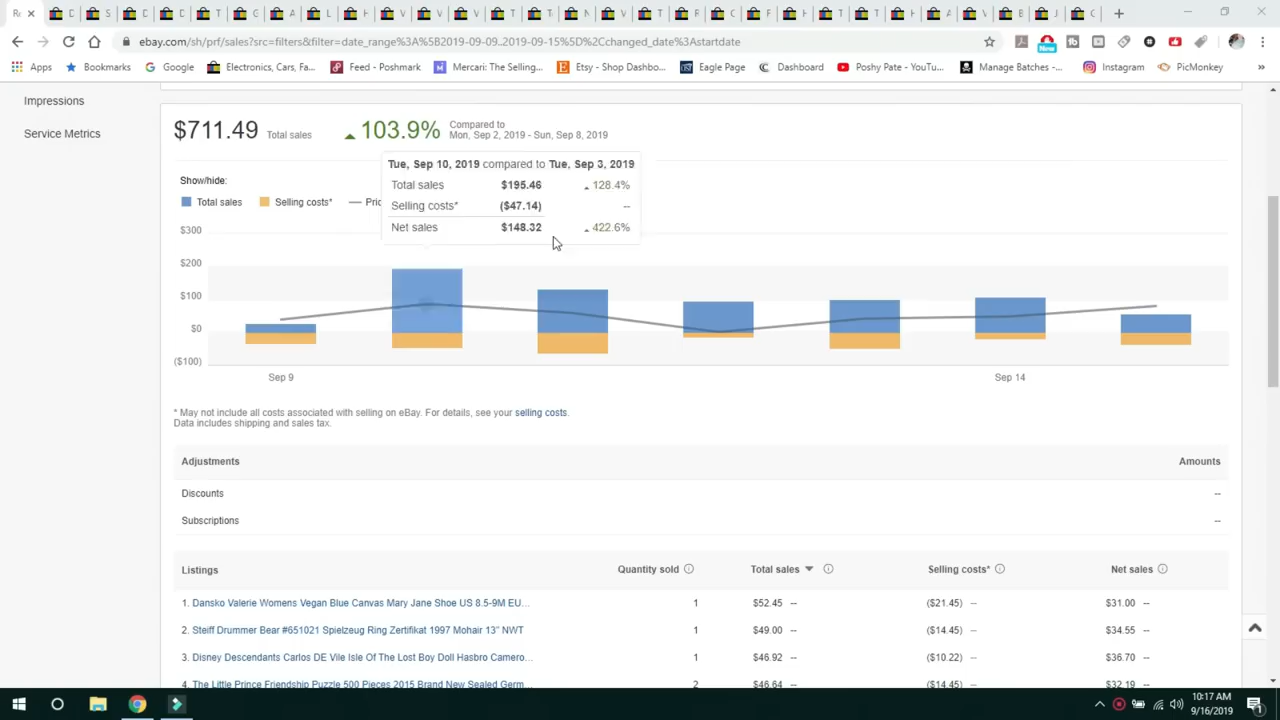 ebay.com/sh/prf/sales?src=filters&filter=date_range%3A%5B2019-09-09..2019-09-15%5D%2Cchanged_date%3Astartdate
New
Apps Bookmarks Google Electronics, Cars, Fa... Feed - Poshmark Mercari: The Selling... Etsy - Shop Dashbo... Eagle Page Dashboard Poshy Pate - YouTu... Manage Batches -... Instagram PicMonkey »
Impressions
Service Metrics
$711.49 Total sales 103.9% Compared to
Mon, Sep 2, 2019 - Sun, Sep 8, 2019
Tue, Sep 10, 2019 compared to Tue, Sep 3, 2019
Total sales $195.46 128.4%
Selling costs* ($47.14) --
Net sales $148.32 422.6%
Show/hide:
Total sales Selling costs* Pric
$300
$200
$100
$0
($100)
Sep 9 Sep 14
* May not include all costs associated with selling on eBay. For details, see your selling costs.
Data includes shipping and sales tax.
Adjustments Amounts
Discounts --
Subscriptions --
Listings Quantity sold Total sales Selling costs* Net sales
1. Dansko Valerie Womens Vegan Blue Canvas Mary Jane Shoe US 8.5-9M EU... 1 $52.45 -- ($21.45) -- $31.00 --
2. Steiff Drummer Bear #651021 Spielzeug Ring Zertifikat 1997 Mohair 13" NWT 1 $49.00 -- ($14.45) -- $34.55 --
3. Disney Descendants Carlos DE Vile Isle Of The Lost Boy Doll Hasbro Camero... 1 $46.92 -- ($10.22) -- $36.70 --
4. The Little Prince Friendship Puzzle 500 Pieces 2015 Brand New Sealed Germ... 2 $46.64 -- ($14.45) -- $32.19 --
10:17 AM
9/16/2019